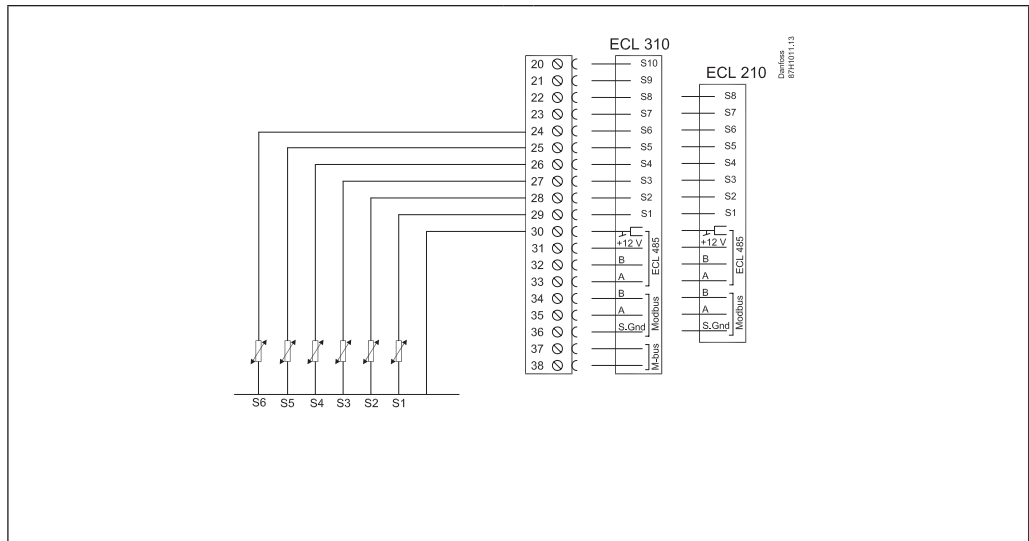 ECL 310
ECL 210
Danfoss
87H1011.13
20 S10
21 S9
22 S8 S8
23 S7 S7
24 S6 S6
25 S5 S5
26 S4 S4
27 S3 S3
28 S2 S2
29 S1 S1
30
31 +12 V +12 V
32 B B
33 A A
ECL 485 ECL 485
34 B B
35 A A
36 S.Gnd S.Gnd
Modbus Modbus
37
38
M-bus
S6 S5 S4 S3 S2 S1